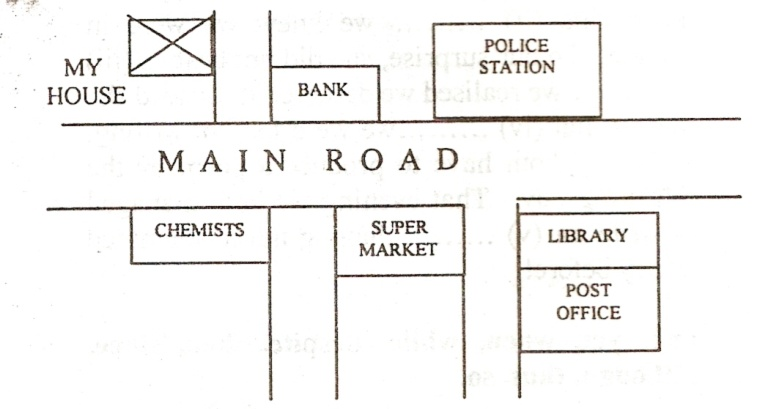 MY
HOUSE
BANK
POLICE
STATION
MAIN ROAD
CHEMISTS
SUPER
MARKET
LIBRARY
POST
OFFICE